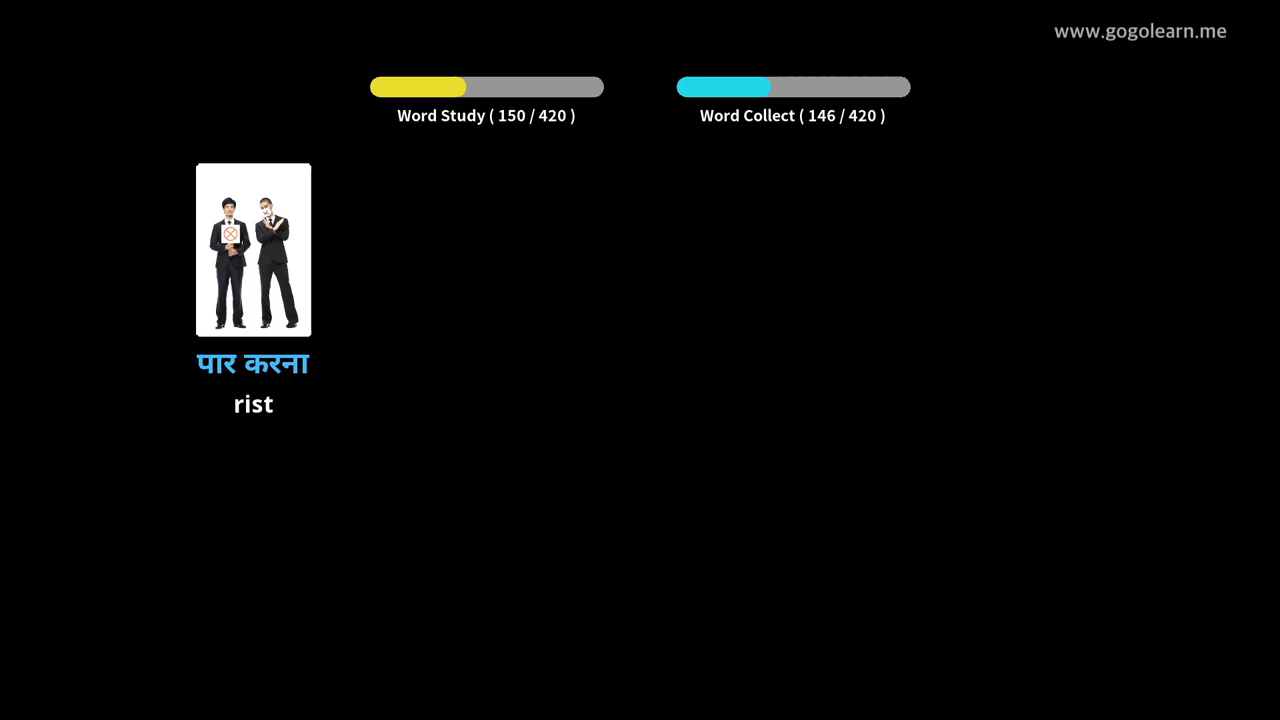 www.gogolearn.me
Word Study ( 150 / 420 )
Word Collect ( 146 / 420 )
पार करना
rist